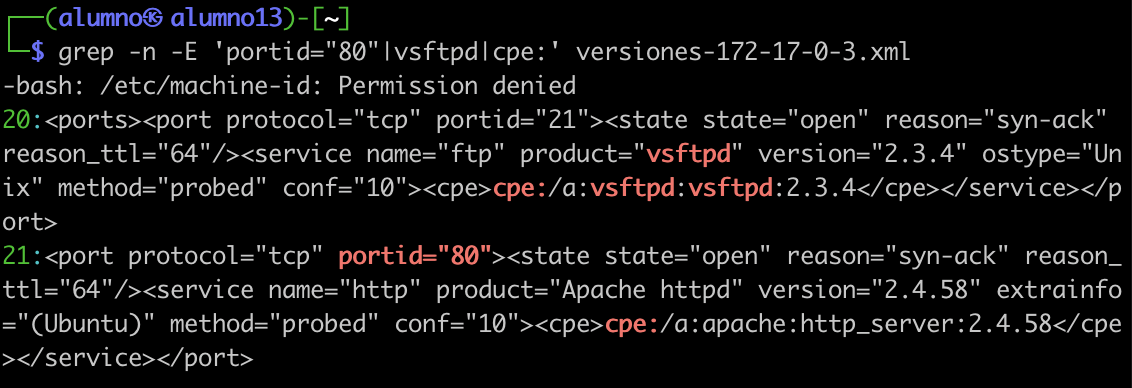 ┌──(alumno㉿ alumno13)-[~]
└─$ grep -n -E 'portid="80"|vsftpd|cpe:' versiones-172-17-0-3.xml
-bash: /etc/machine-id: Permission denied
20:<ports><port protocol="tcp" portid="21"><state state="open" reason="syn-ack"
reason_ttl="64"/><service name="ftp" product="vsftpd" version="2.3.4" ostype="Un
ix" method="probed" conf="10"><cpe>cpe:/a:vsftpd:vsftpd:2.3.4</cpe></service></p
ort>
21:<port protocol="tcp" portid="80"><state state="open" reason="syn-ack" reason_
ttl="64"/><service name="http" product="Apache httpd" version="2.4.58" extrainfo
="(Ubuntu)" method="probed" conf="10"><cpe>cpe:/a:apache:http_server:2.4.58</cpe
></service></port>